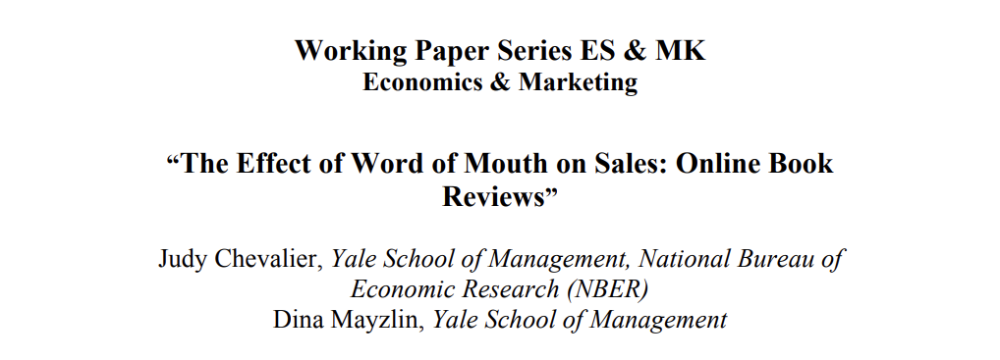 Working Paper Series ES & MK
Economics & Marketing
“The Effect of Word of Mouth on Sales: Online Book
Reviews”
Judy Chevalier, Yale School of Management, National Bureau of
Economic Research (NBER)
Dina Mayzlin, Yale School of Management